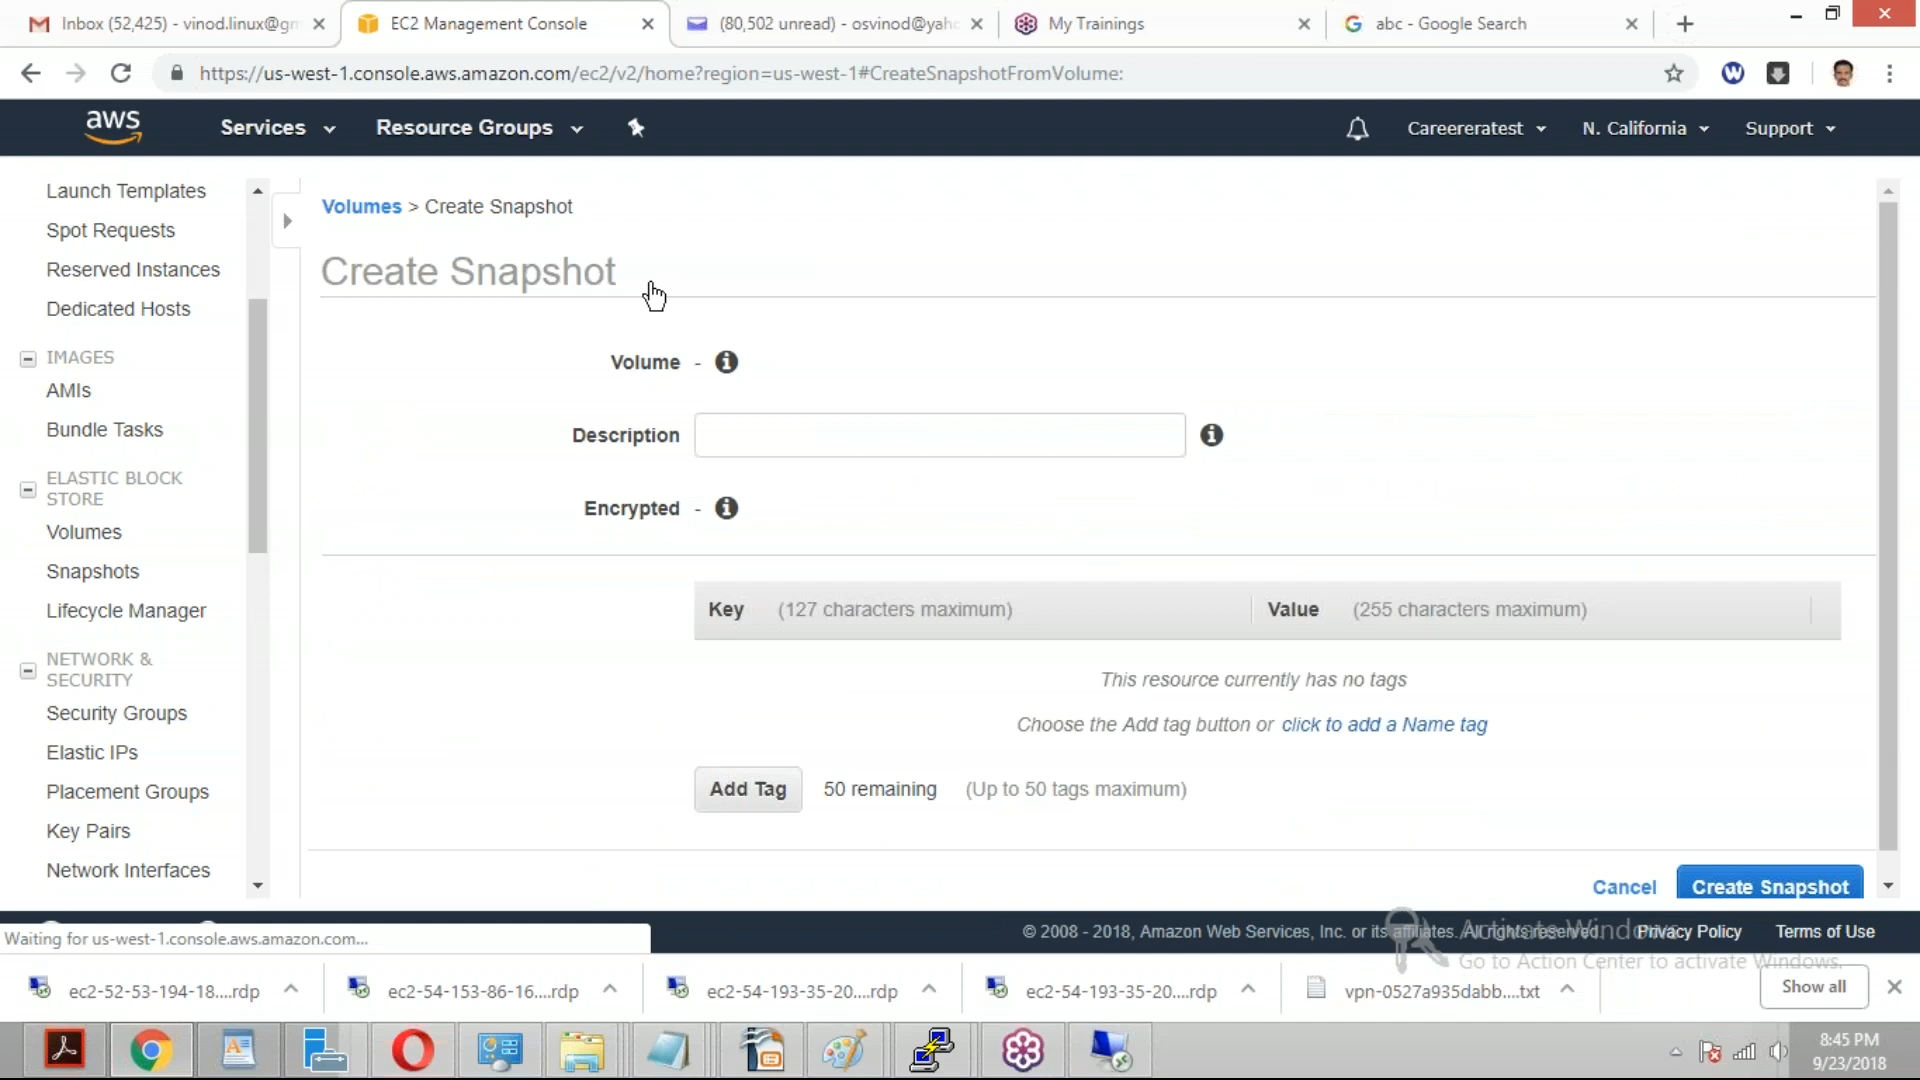 Inbox (52,425) - vinod.linux@gm
EC2 Management Console
(80,502 unread) - osvinod@yaho
My Trainings
abc - Google Search
https://us-west-1.console.aws.amazon.com/ec2/v2/home?region=us-west-1#CreateSnapshotFromVolume:
aws
Services
Resource Groups
Careereratest
N. California
Support
Launch Templates
Spot Requests
Reserved Instances
Dedicated Hosts
IMAGES
AMIs
Bundle Tasks
ELASTIC BLOCK
STORE
Volumes
Snapshots
Lifecycle Manager
NETWORK &
SECURITY
Security Groups
Elastic IPs
Placement Groups
Key Pairs
Network Interfaces
Volumes > Create Snapshot
Create Snapshot
Volume -
Description
Encrypted -
Key (127 characters maximum) Value (255 characters maximum)
This resource currently has no tags
Choose the Add tag button or click to add a Name tag
Add Tag 50 remaining (Up to 50 tags maximum)
Cancel Create Snapshot
Waiting for us-west-1.console.aws.amazon.com...
© 2008 - 2018, Amazon Web Services, Inc. or its affiliates. All rights reserved. Privacy Policy Terms of Use
Activate Windows
Go to Action Center to activate Windows.
ec2-52-53-194-18....rdp
ec2-54-153-86-16....rdp
ec2-54-193-35-20....rdp
ec2-54-193-35-20....rdp
vpn-0527a935dabb....txt
Show all
8:45 PM
9/23/2018